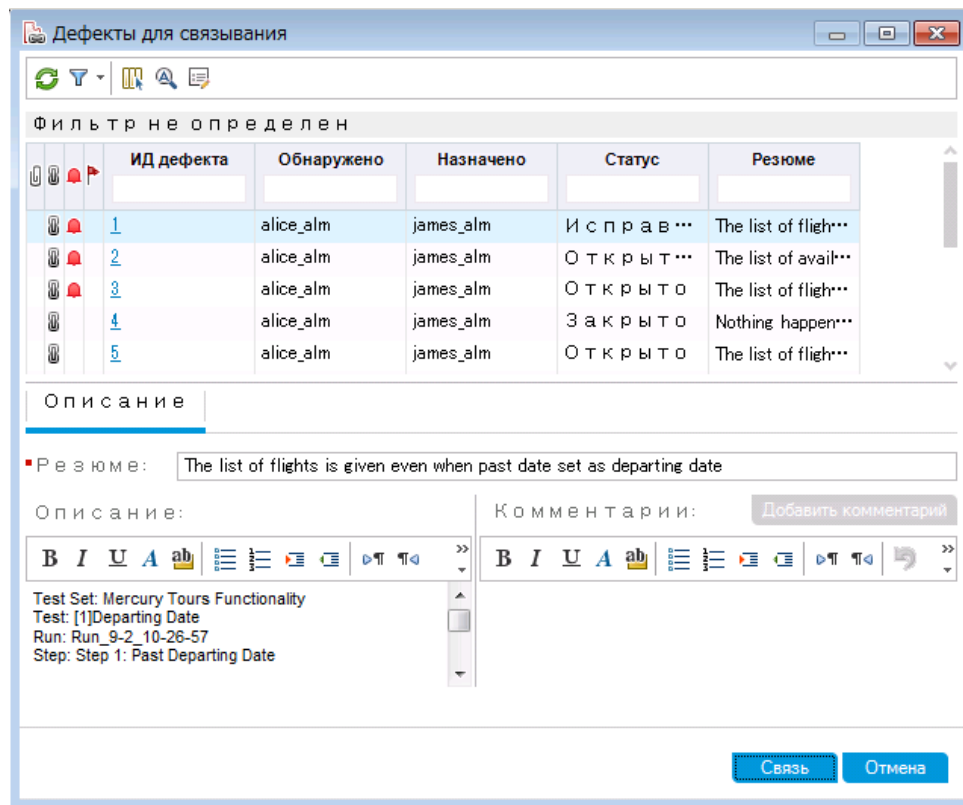 Дефекты для связывания
Фильтр не определен
ИД дефекта Обнаружено Назначено Статус Резюме
1 alice_alm james_alm Исправ··· The list of fligh···
2 alice_alm james_alm Открыт··· The list of avail···
3 alice_alm james_alm Открыто The list of fligh···
4 alice_alm james_alm Закрыто Nothing happen···
5 alice_alm james_alm Открыто The list of fligh···
Описание
Резюме: The list of flights is given even when past date set as departing date
Описание: Комментарии: Добавить комментарий
B I U A ab B I U A ab
Test Set: Mercury Tours Functionality
Test: [1]Departing Date
Run: Run_9-2_10-26-57
Step: Step 1: Past Departing Date
Связь Отмена